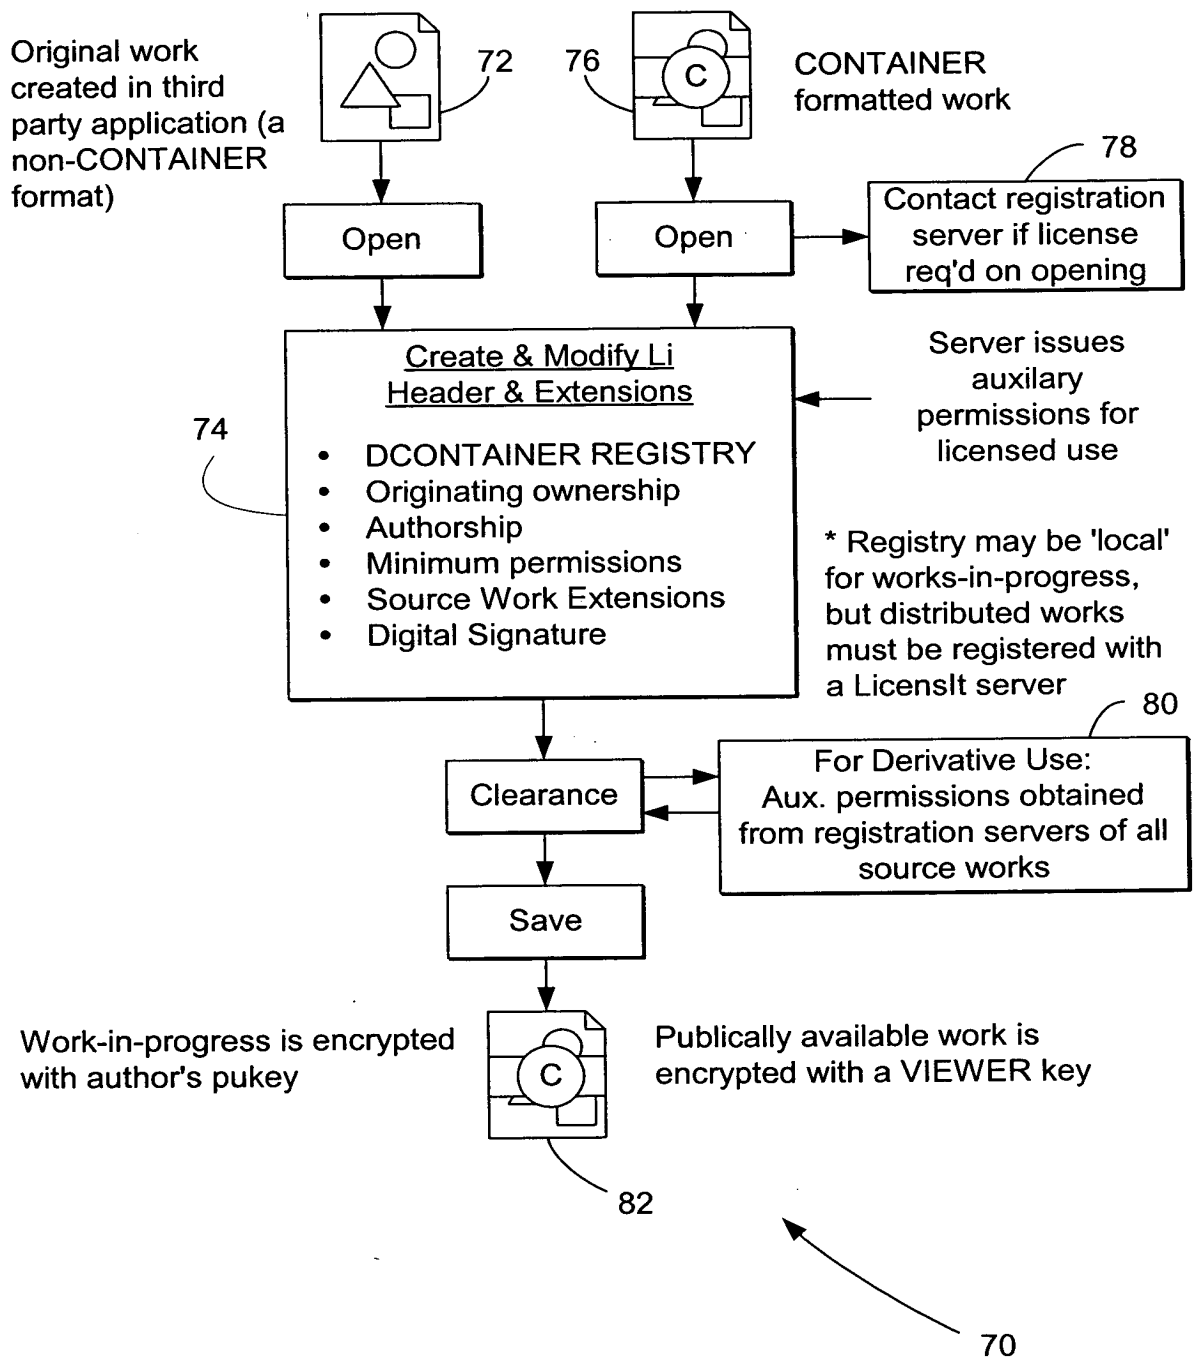 Original work
created in third
party application (a
non-CONTAINER
format)
72
76
C
CONTAINER
formatted work
78
Open
Open
Contact registration
server if license
req'd on opening
Create & Modify Li
Header & Extensions
• DCONTAINER REGISTRY
• Originating ownership
• Authorship
• Minimum permissions
• Source Work Extensions
• Digital Signature
74
Server issues
auxilary
permissions for
licensed use
* Registry may be 'local'
for works-in-progress,
but distributed works
must be registered with
a LicensIt server
80
Clearance
For Derivative Use:
Aux. permissions obtained
from registration servers of all
source works
Save
Work-in-progress is encrypted
with author's pukey
C
Publically available work is
encrypted with a VIEWER key
82
70